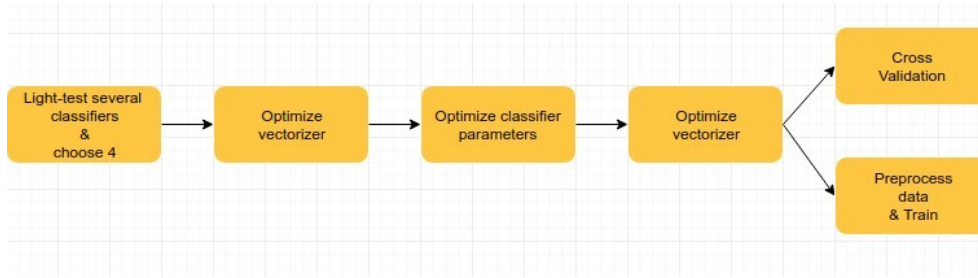 Light-test several
classifiers
&
choose 4
Optimize
vectorizer
Optimize classifier
parameters
Optimize
vectorizer
Cross
Validation
Preprocess
data
& Train